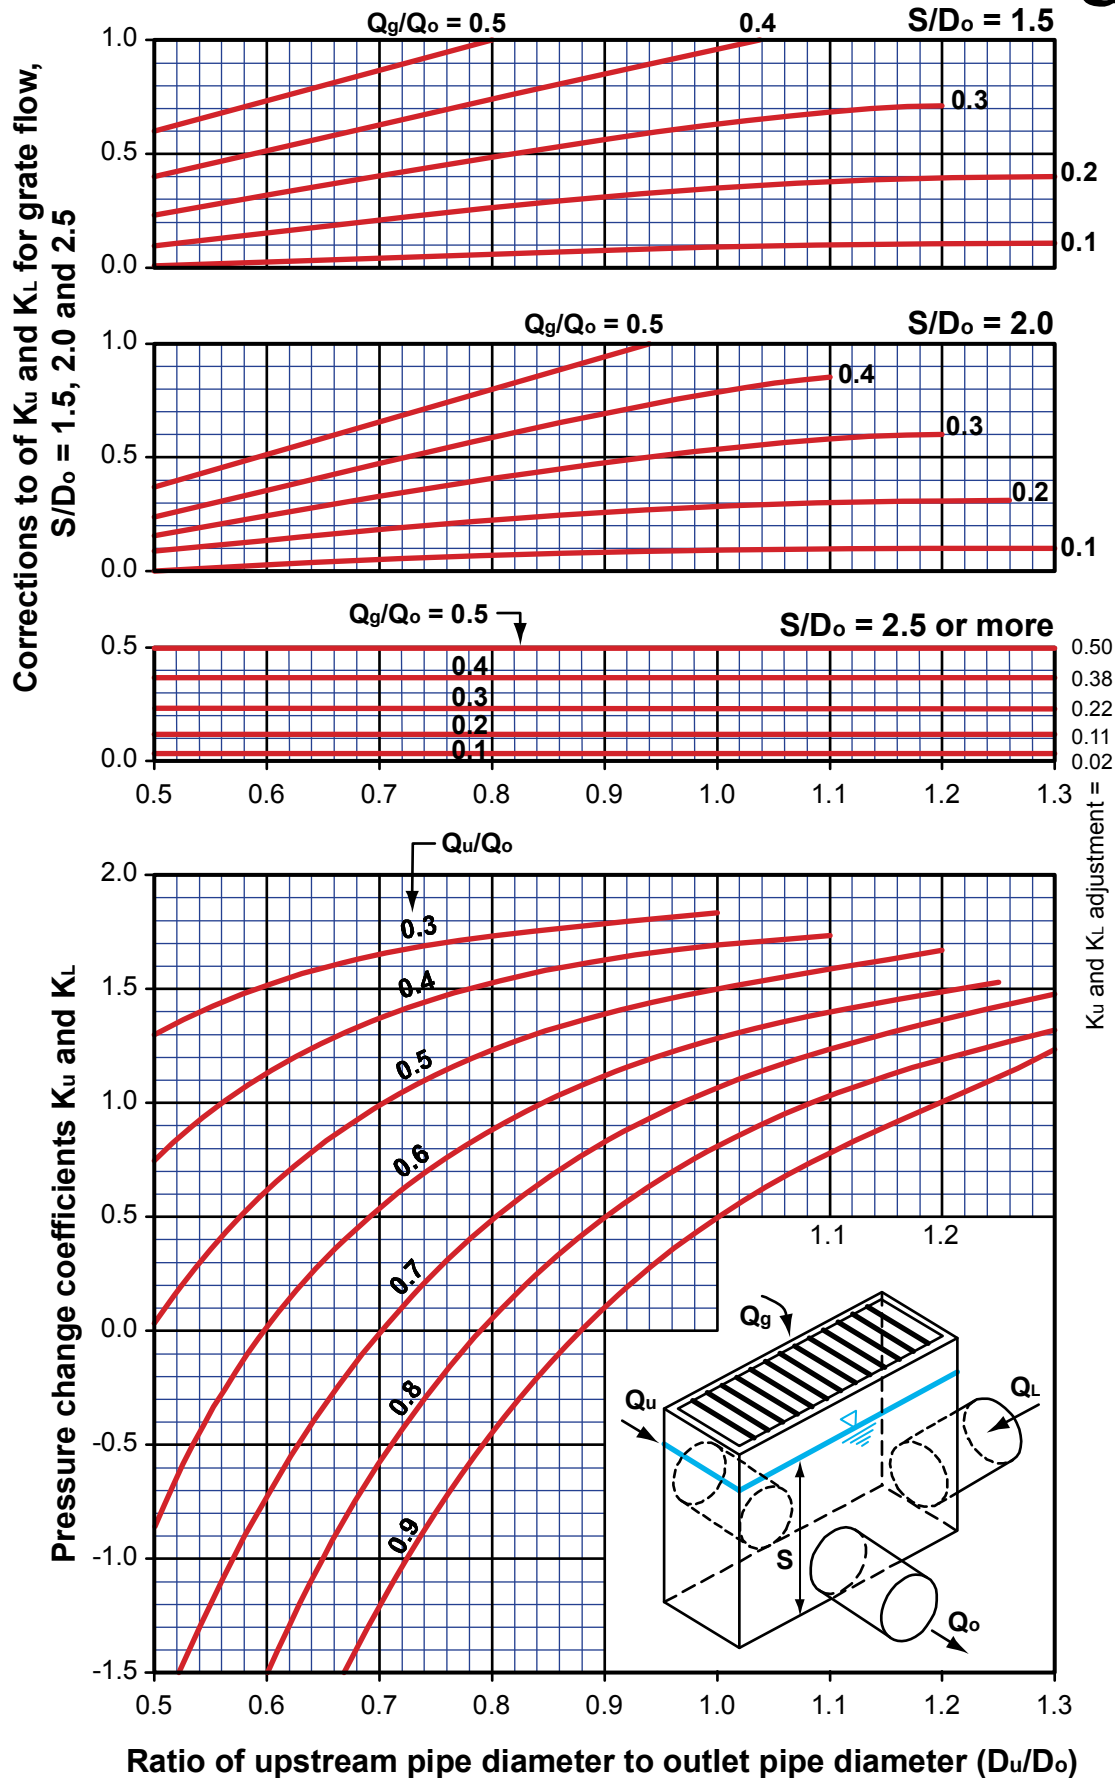 Qg/Qo = 0.5
0.4
S/Do = 1.5
1.0
0.3
0.5
0.2
0.1
0.0
Corrections to of Ku and KL for grate flow,
S/Do = 1.5, 2.0 and 2.5
Qg/Qo = 0.5
S/Do = 2.0
1.0
0.4
0.3
0.5
0.2
0.1
0.0
Qg/Qo = 0.5
S/Do = 2.5 or more
0.5
0.50
0.4
0.38
0.3
0.22
0.2
0.11
0.1
0.0
0.02
0.5 0.6 0.7 0.8 0.9 1.0 1.1 1.2 1.3
Ku and KL adjustment =
Qu/Qo
2.0
0.3
1.5
0.4
0.5
1.0
0.6
0.5
1.1 1.2
0.7
0.0
0.8
-0.5
0.9
-1.0
-1.5
Pressure change coefficients Ku and KL
Qg
Qu
QL
S
Qo
0.5 0.6 0.7 0.8 0.9 1.0 1.1 1.2 1.3
Ratio of upstream pipe diameter to outlet pipe diameter (Du/Do)